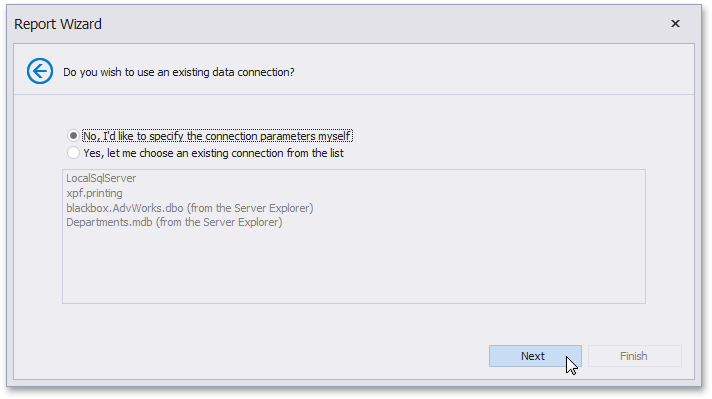 Report Wizard
Do you wish to use an existing data connection?
No, I'd like to specify the connection parameters myself
Yes, let me choose an existing connection from the list
LocalSqlServer
xpf.printing
blackbox.AdvWorks.dbo (from the Server Explorer)
Departments.mdb (from the Server Explorer)
Next
Finish